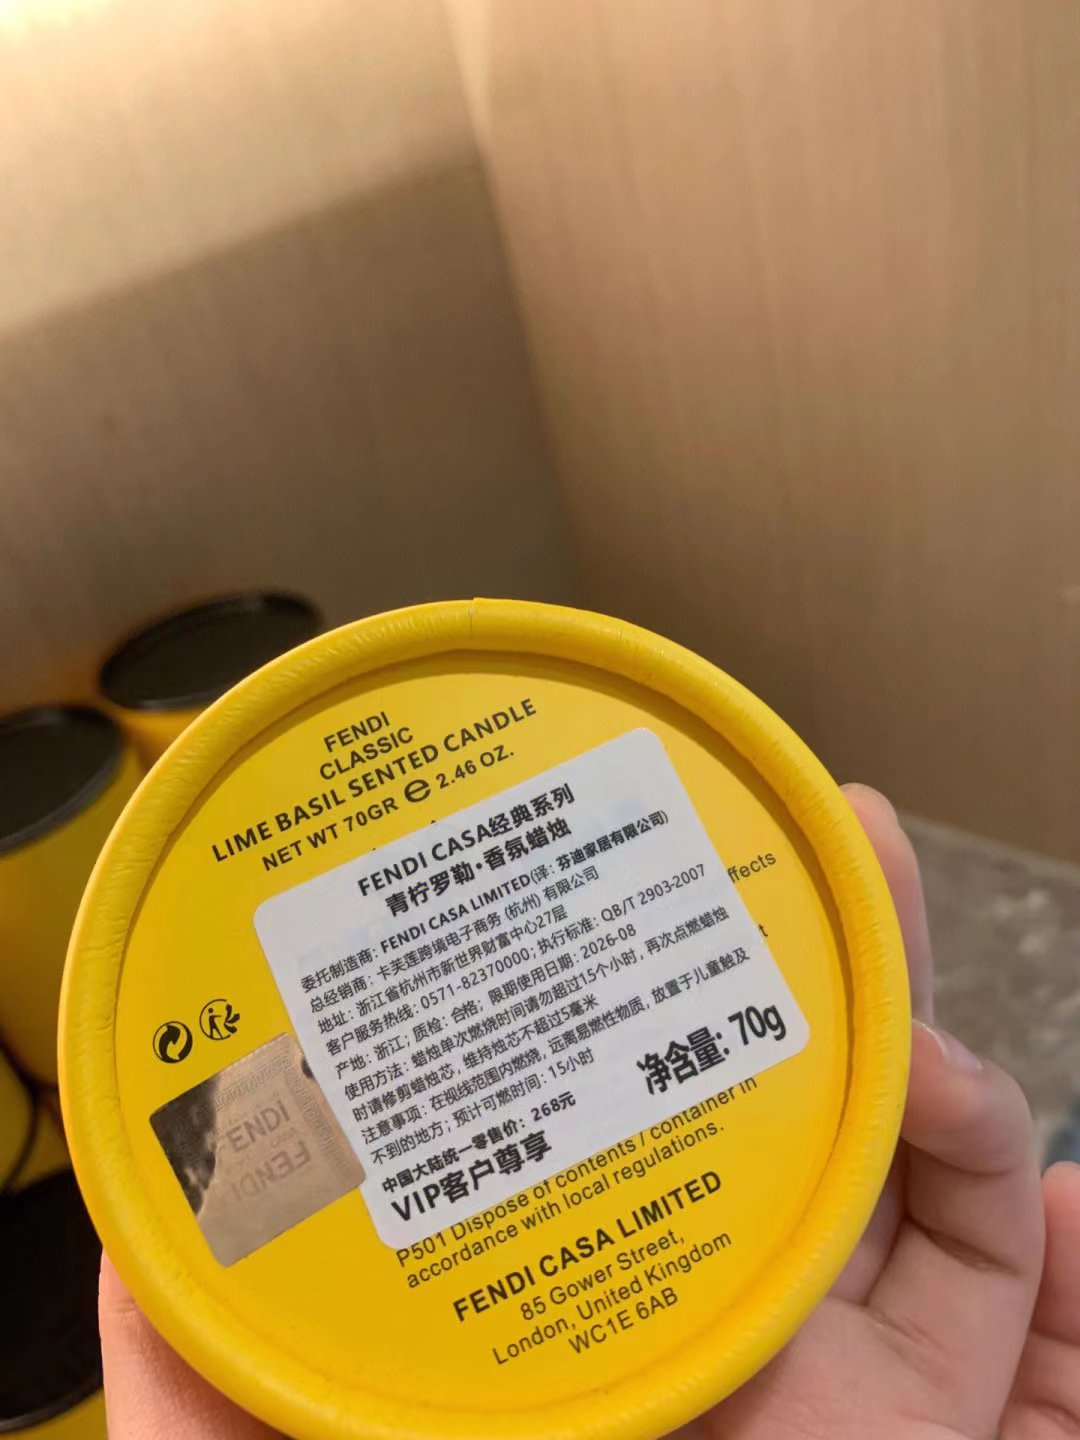 FENDI
CLASSIC
LIME BASIL SENTED CANDLE
NET WT 70GR ℮ 2.46 OZ.
FENDI CASA经典系列
青柠罗勒·香氛蜡烛
委托制造商：FENDI CASA LIMITED(译：芬迪家居有限公司)
总经销商：卡芙莲跨境电子商务（杭州）有限公司
地址：浙江省杭州市新世界财富中心27层
客户服务热线：0571-82370000；执行标准：QB/T 2903-2007
产地：浙江；质检：合格；限期使用日期：2026-08
使用方法：蜡烛单次燃烧时间请勿超过15个小时，再次点燃蜡烛
时请修剪蜡烛芯，维持烛芯不超过5毫米
注意事项：在视线范围内燃烧，远离易燃性物质，放置于儿童触及
不到的地方；预计可燃时间：15小时
中国大陆统一零售价：268元
VIP客户尊享
净含量：70g
ffects
t
P501 Dispose of contents / container in
accordance with local regulations.
FENDI CASA LIMITED
85 Gower Street,
London, United Kingdom
WC1E 6AB
FENDI
FENDI